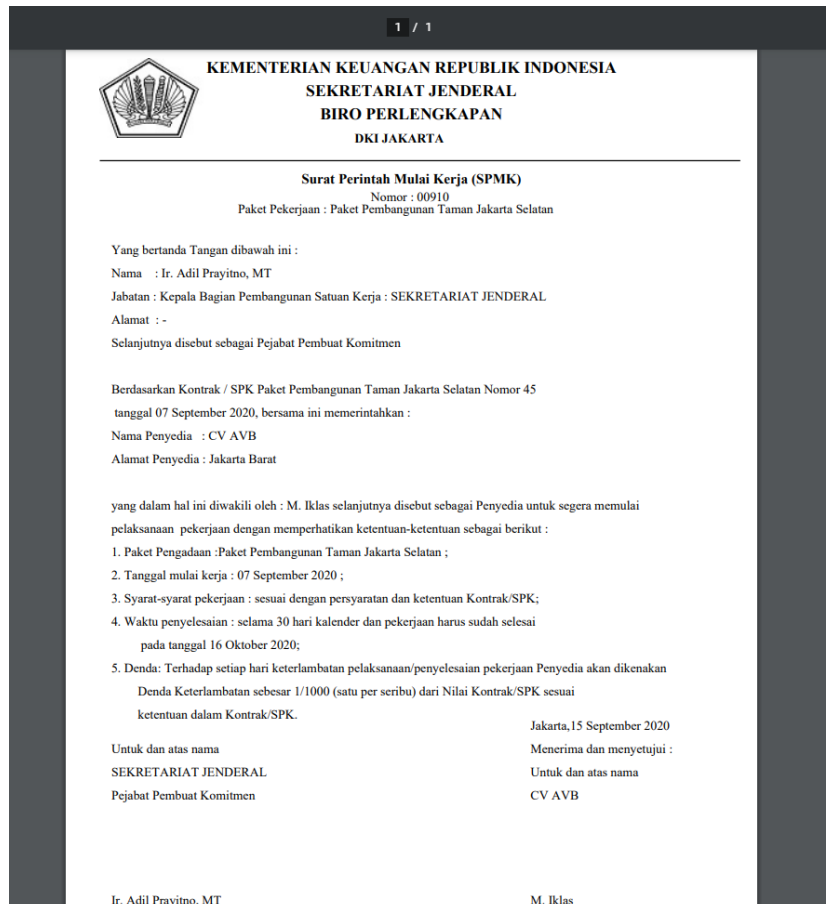 1 / 1
KEMENTERIAN KEUANGAN REPUBLIK INDONESIA
SEKRETARIAT JENDERAL
BIRO PERLENGKAPAN
DKI JAKARTA
Surat Perintah Mulai Kerja (SPMK)
Nomor : 00910
Paket Pekerjaan : Paket Pembangunan Taman Jakarta Selatan
Yang bertanda Tangan dibawah ini :
Nama : Ir. Adil Prayitno, MT
Jabatan : Kepala Bagian Pembangunan Satuan Kerja : SEKRETARIAT JENDERAL
Alamat : -
Selanjutnya disebut sebagai Pejabat Pembuat Komitmen
Berdasarkan Kontrak / SPK Paket Pembangunan Taman Jakarta Selatan Nomor 45
tanggal 07 September 2020, bersama ini memerintahkan :
Nama Penyedia : CV AVB
Alamat Penyedia : Jakarta Barat
yang dalam hal ini diwakili oleh : M. Iklas selanjutnya disebut sebagai Penyedia untuk segera memulai
pelaksanaan pekerjaan dengan memperhatikan ketentuan-ketentuan sebagai berikut :
1. Paket Pengadaan :Paket Pembangunan Taman Jakarta Selatan ;
2. Tanggal mulai kerja : 07 September 2020 ;
3. Syarat-syarat pekerjaan : sesuai dengan persyaratan dan ketentuan Kontrak/SPK;
4. Waktu penyelesaian : selama 30 hari kalender dan pekerjaan harus sudah selesai
pada tanggal 16 Oktober 2020;
5. Denda: Terhadap setiap hari keterlambatan pelaksanaan/penyelesaian pekerjaan Penyedia akan dikenakan
Denda Keterlambatan sebesar 1/1000 (satu per seribu) dari Nilai Kontrak/SPK sesuai
ketentuan dalam Kontrak/SPK.
Jakarta,15 September 2020
Untuk dan atas nama
SEKRETARIAT JENDERAL
Pejabat Pembuat Komitmen
Menerima dan menyetujui :
Untuk dan atas nama
CV AVB
Ir. Adil Prayitno, MT
M. Iklas